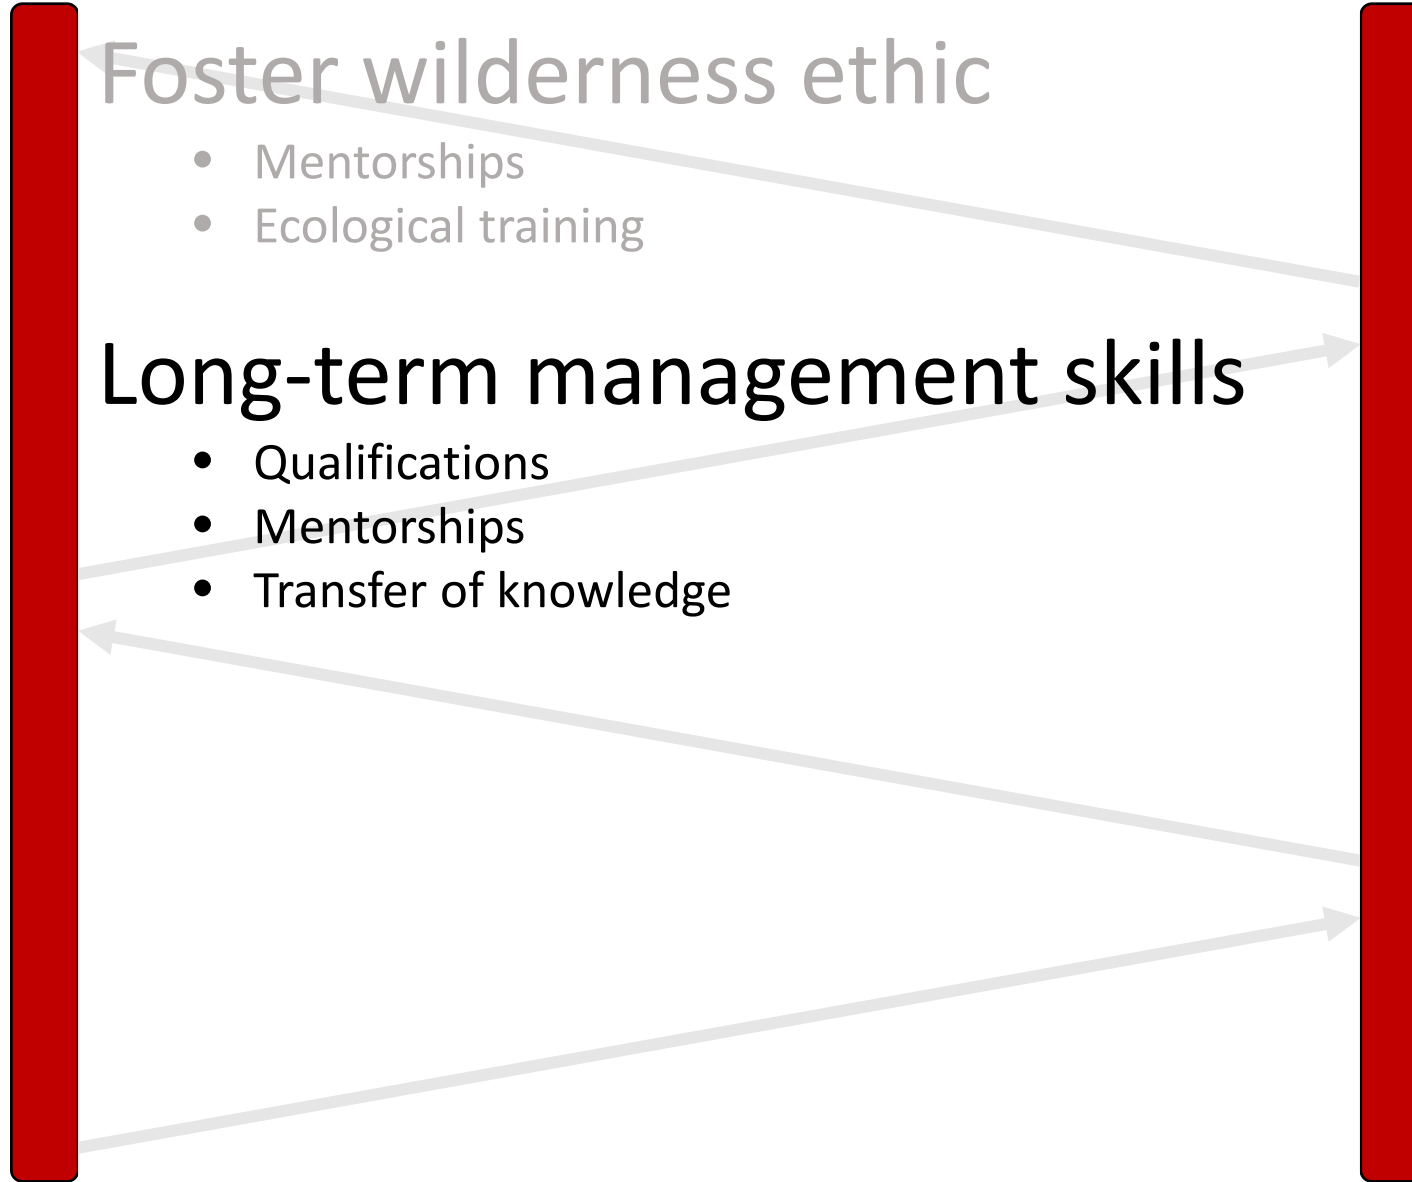 Foster wilderness ethic
• Mentorships
• Ecological training
Long-term management skills
• Qualifications
• Mentorships
• Transfer of knowledge